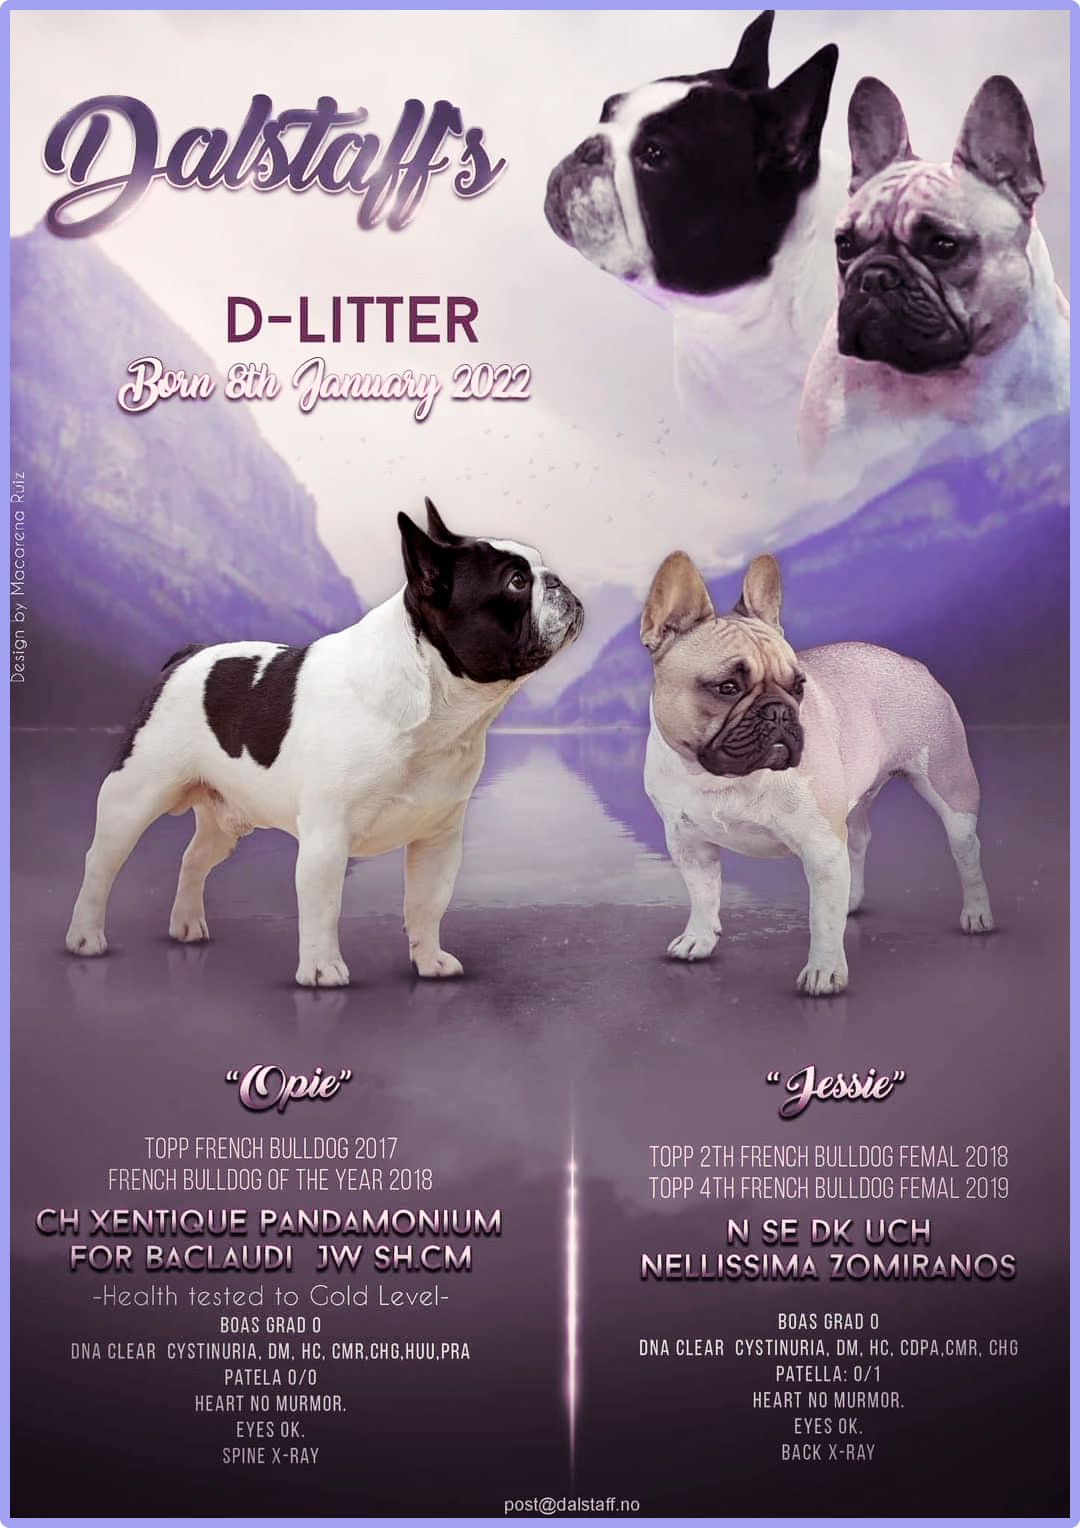 Dalstaff's
D-LITTER
Born 8th January 2022
Design by Macarena Ruiz
"Opie"
TOPP FRENCH BULLDOG 2017
FRENCH BULLDOG OF THE YEAR 2018
CH XENTIQUE PANDAMONIUM
FOR BACLAUDI JW SH.CM
-Health tested to Gold Level-
BOAS GRAD 0
DNA CLEAR CYSTINURIA, DM, HC, CMR,CHG,HUU,PRA
PATELA 0/0
HEART NO MURMOR.
EYES OK.
SPINE X-RAY
"Jessie"
TOPP 2TH FRENCH BULLDOG FEMAL 2018
TOPP 4TH FRENCH BULLDOG FEMAL 2019
N SE DK UCH
NELLISSIMA ZOMIRANOS
BOAS GRAD 0
DNA CLEAR CYSTINURIA, DM, HC, CDPA,CMR, CHG
PATELLA: 0/1
HEART NO MURMOR.
EYES OK.
BACK X-RAY
post@dalstaff.no